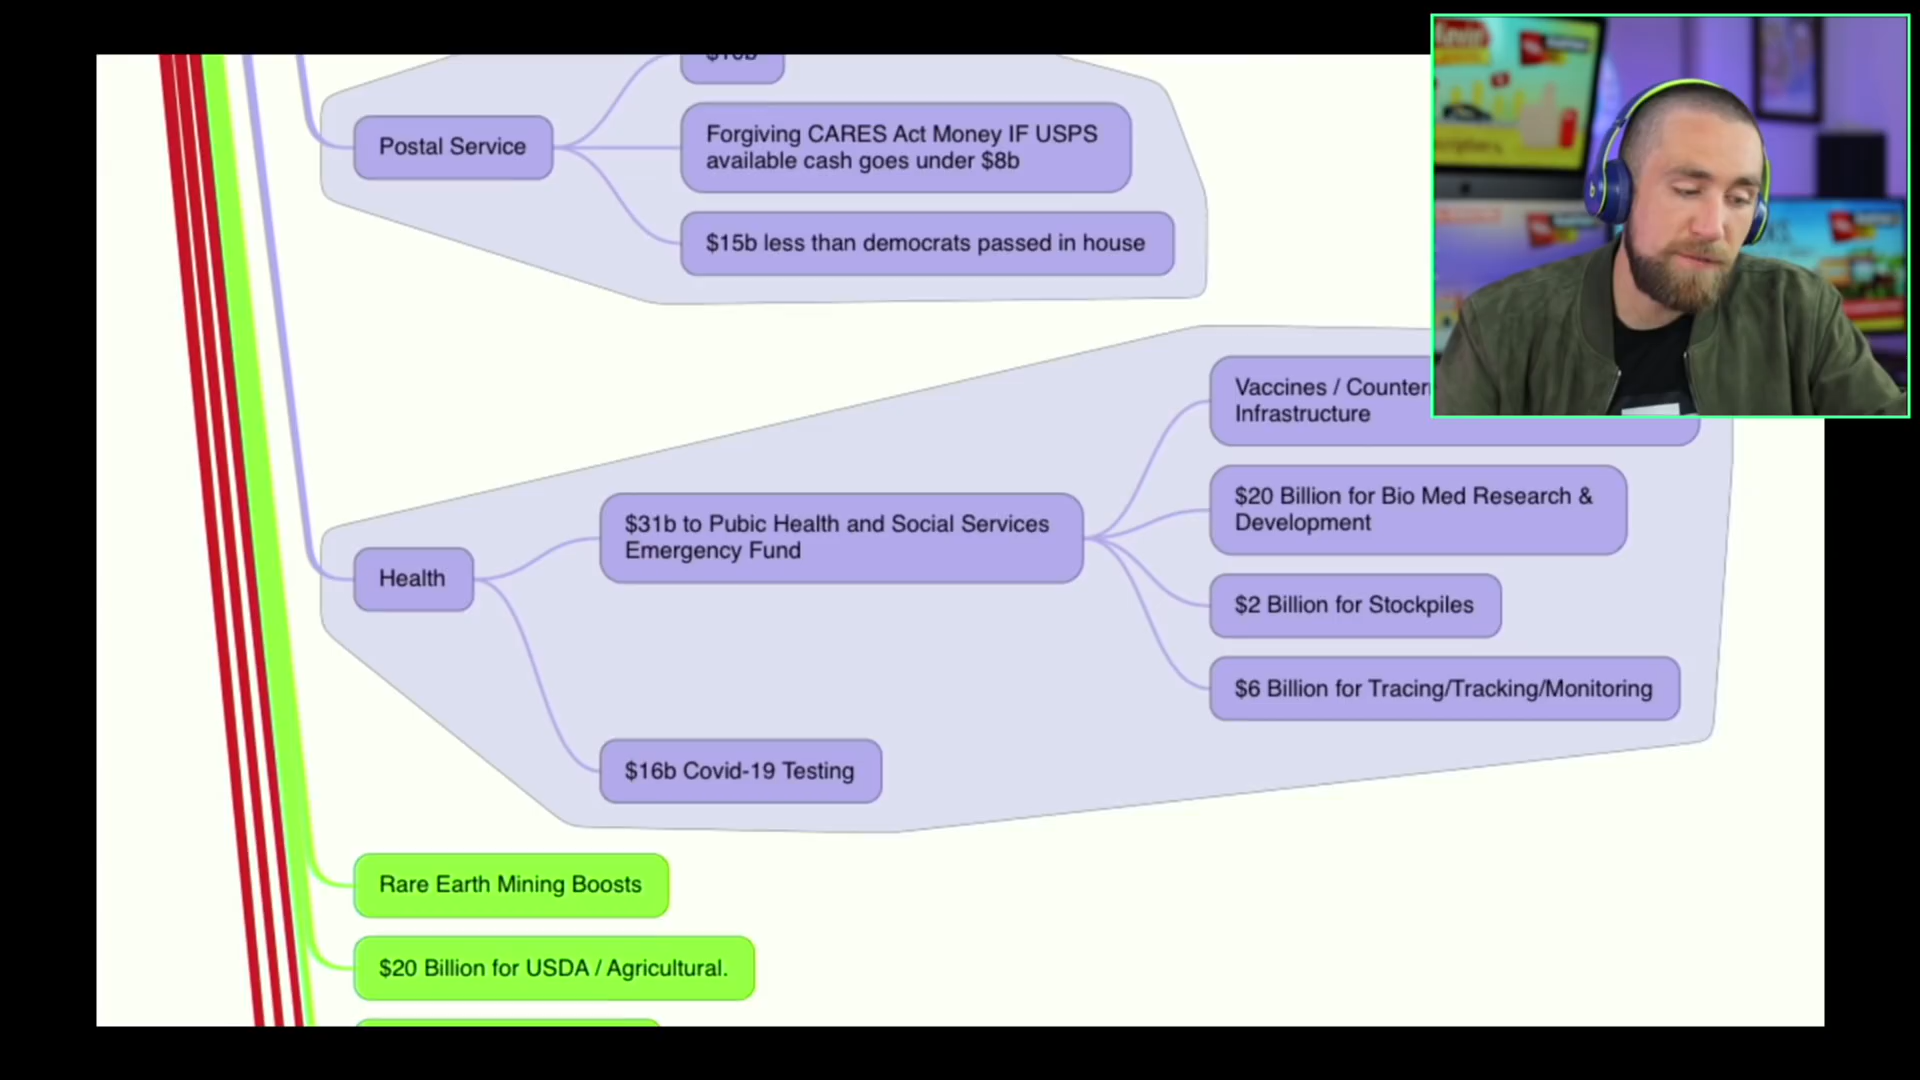 $10b
Postal Service
Forgiving CARES Act Money IF USPS
available cash goes under $8b
$15b less than democrats passed in house
Vaccines /
Infrastructure
$31b to Pubic Health and Social Services
Emergency Fund
$20 Billion for Bio Med Research &
Development
Health
$2 Billion for Stockpiles
$6 Billion for Tracing/Tracking/Monitoring
$16b Covid-19 Testing
Rare Earth Mining Boosts
$20 Billion for USDA / Agricultural.